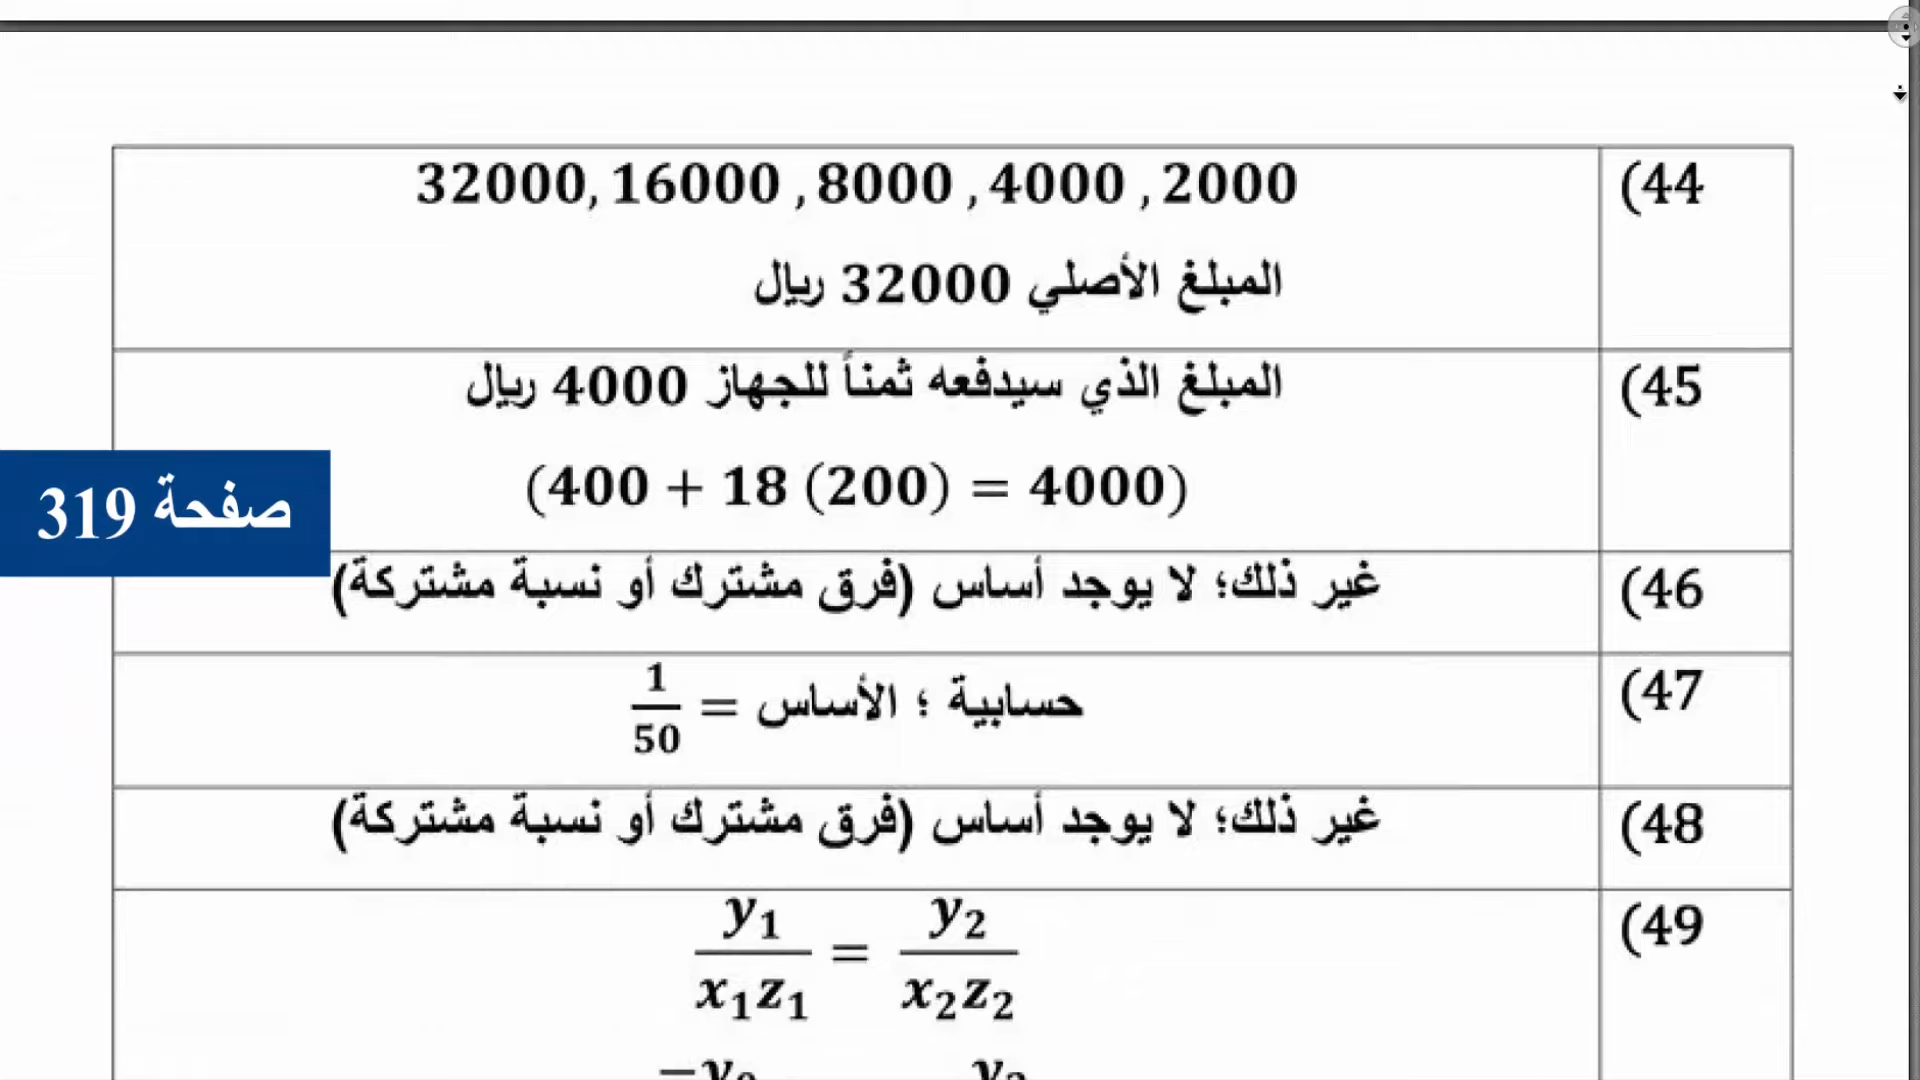 (44
32000, 16000 , 8000 , 4000 , 2000
المبلغ الأصلي 32000 ريال
(45
المبلغ الذي سيدفعه ثمناً للجهاز 4000 ريال
(400 + 18 (200) = 4000)
(46
غير ذلك؛ لا يوجد أساس (فرق مشترك أو نسبة مشتركة)
صفحة 319
(47
حسابية ؛ الأساس = 1/50
(48
غير ذلك؛ لا يوجد أساس (فرق مشترك أو نسبة مشتركة)
(49
y₁/x₁z₁ = y₂/x₂z₂